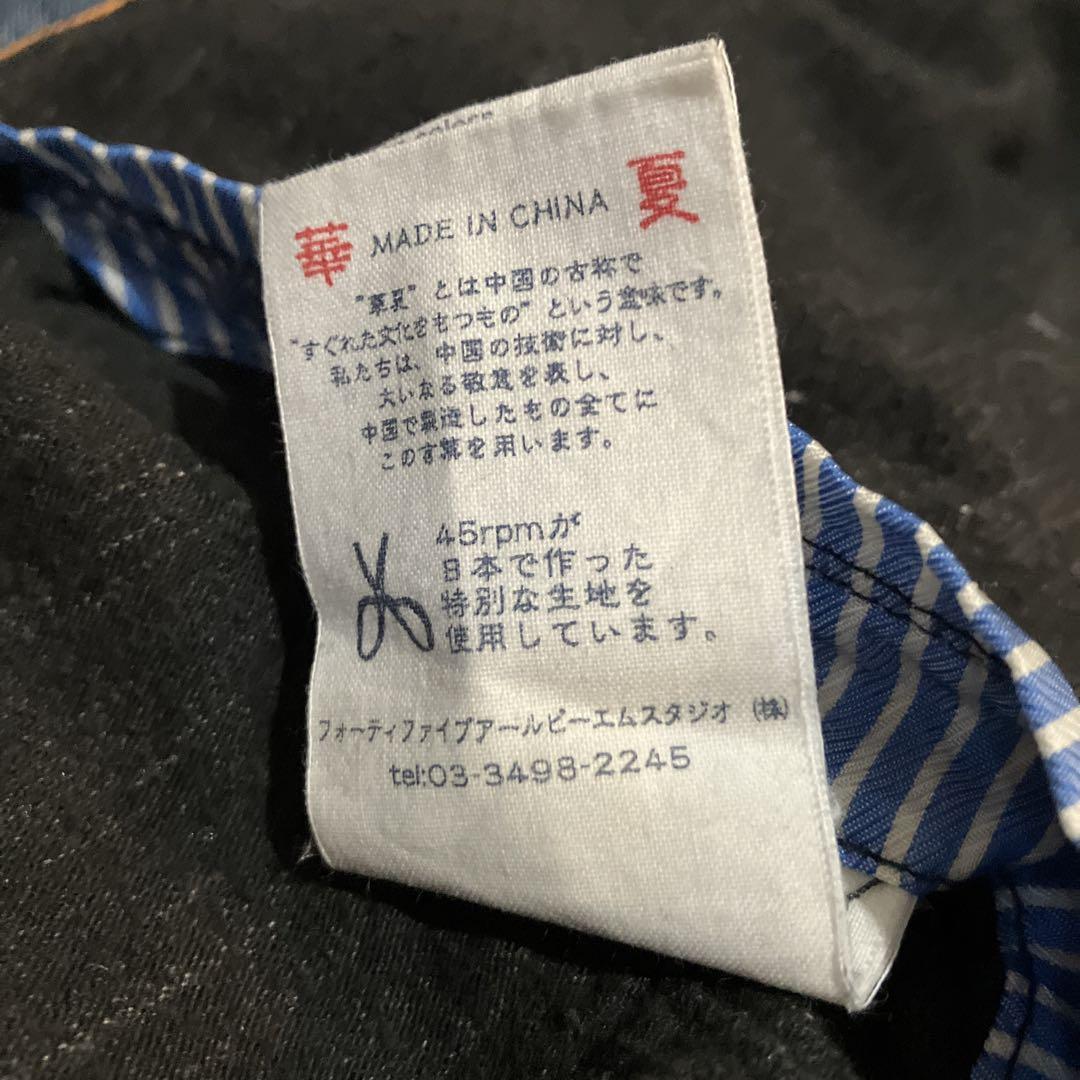 華 MADE IN CHINA 夏
"華夏" とは中国の古称で
"すぐれた文化をもつもの" という意味です。
私たちは、中国の技術に対し、
大いなる敬意を表し、
中国で製造したもの全てに
この言葉を用います。
45rpmが
日本で作った
特別な生地を
使用しています。
フォーティファイブアールピーエムスタジオ (株)
tel:03-3498-2245